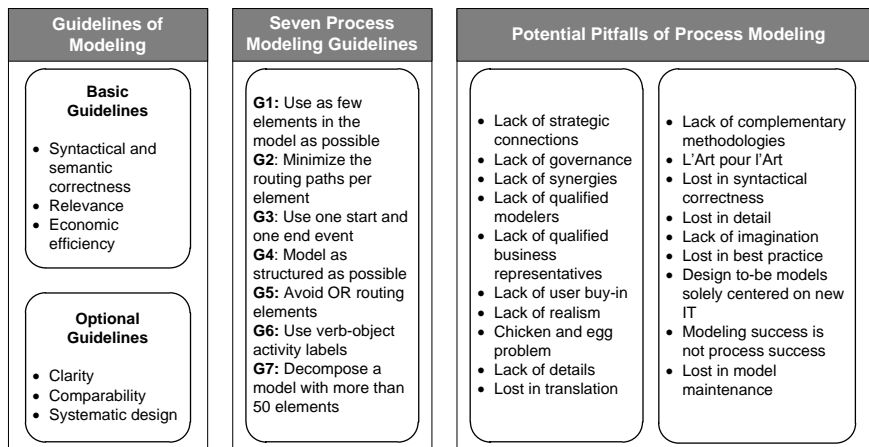 Guidelines of
Modeling
Basic
Guidelines
• Syntactical and
semantic
correctness
• Relevance
• Economic
efficiency
Optional
Guidelines
• Clarity
• Comparability
• Systematic design
Seven Process
Modeling Guidelines
G1: Use as few
elements in the
model as possible
G2: Minimize the
routing paths per
element
G3: Use one start and
one end event
G4: Model as
structured as possible
G5: Avoid OR routing
elements
G6: Use verb-object
activity labels
G7: Decompose a
model with more than
50 elements
Potential Pitfalls of Process Modeling
• Lack of strategic
connections
• Lack of governance
• Lack of synergies
• Lack of qualified
modelers
• Lack of qualified
business
representatives
• Lack of user buy-in
• Lack of realism
• Chicken and egg
problem
• Lack of details
• Lost in translation
• Lack of complementary
methodologies
• L'Art pour l'Art
• Lost in syntactical
correctness
• Lost in detail
• Lack of imagination
• Lost in best practice
• Design to-be models
solely centered on new
IT
• Modeling success is
not process success
• Lost in model
maintenance